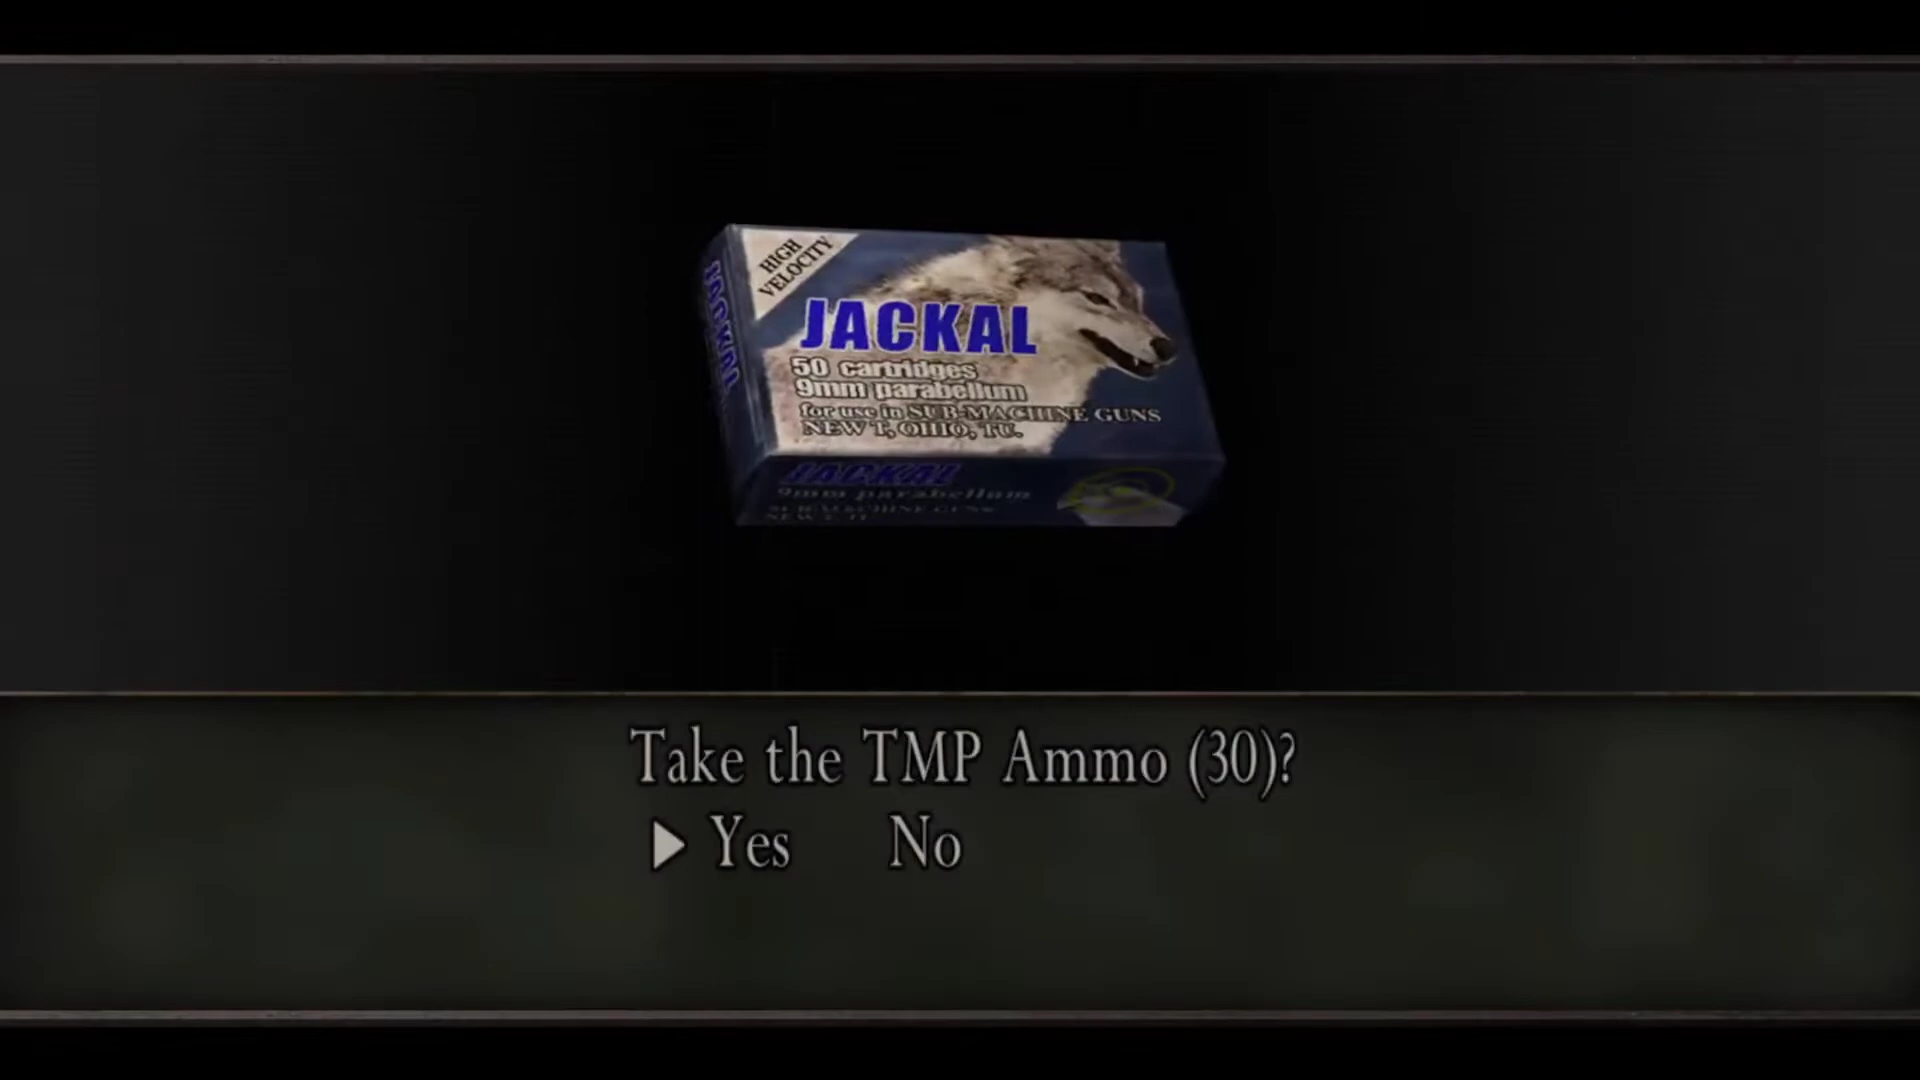 HIGH
VELOCITY
JACKAL
JACKAL
50 cartridges
9mm parabellum
for use in SUB-MACHINE GUNS
NEW T, OHIO, TU.
JACKAL
9mm parabellum
Take the TMP Ammo (30)?
Yes No